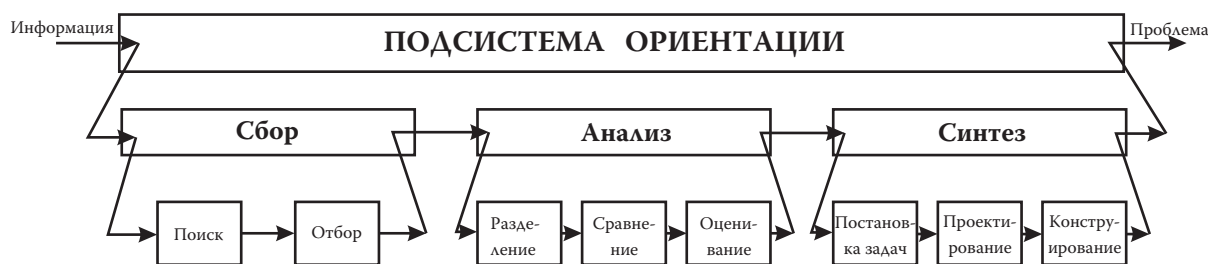 Информация
ПОДСИСТЕМА ОРИЕНТАЦИИ
Проблема
Сбор
Анализ
Синтез
Поиск
Отбор
Разде-
ление
Сравне-
ние
Оцени-
вание
Постанов-
ка задач
Проекти-
рование
Констру-
ирование